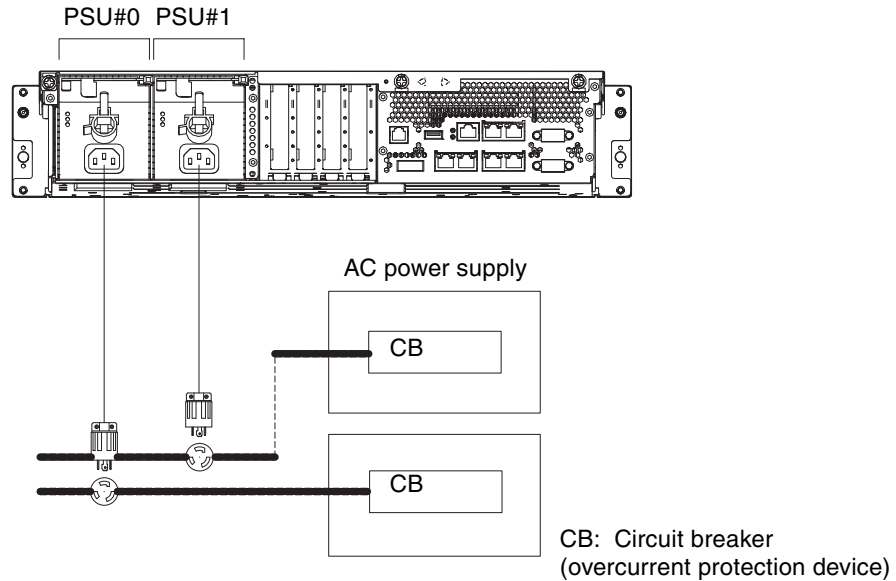 PSU#0 PSU#1
AC power supply
CB
CB
CB: Circuit breaker
(overcurrent protection device)